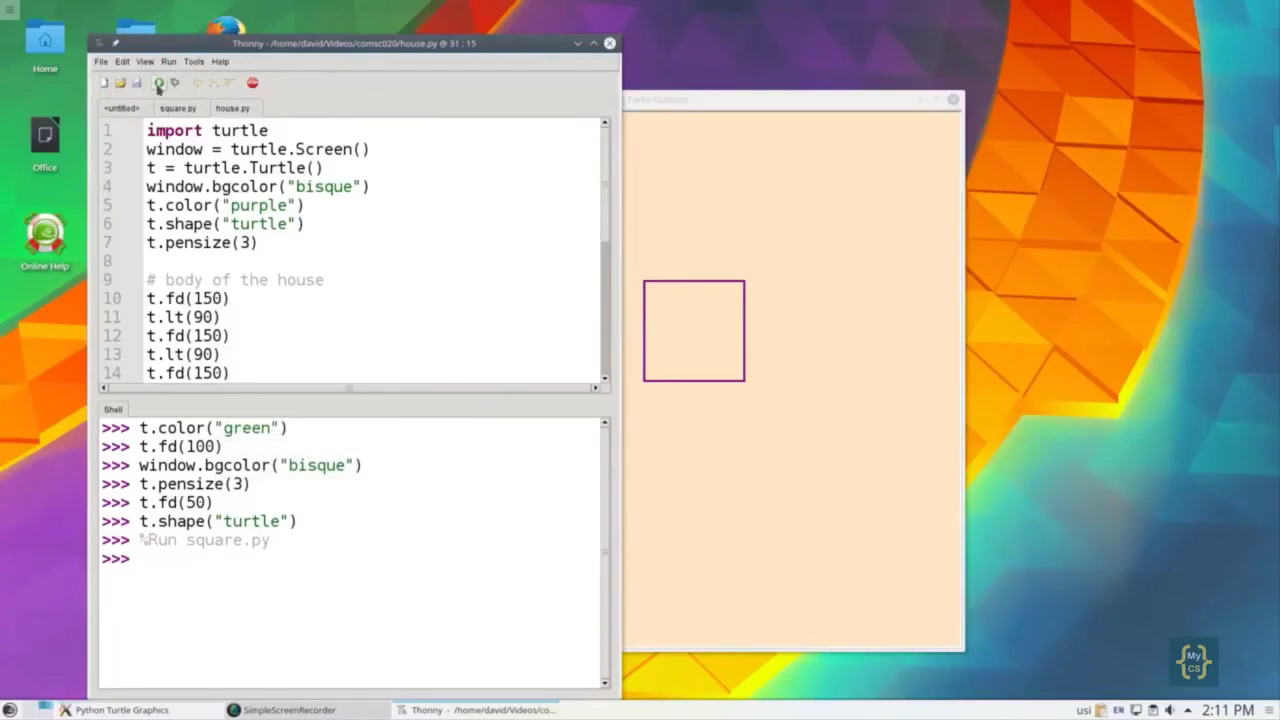 Home
Office
Online Help
Thonny - /home/david/Videos/comsc020/house.py @ 31 : 15
File Edit View Run Tools Help
<untitled> square.py house.py
1 import turtle
2 window = turtle.Screen()
3 t = turtle.Turtle()
4 window.bgcolor("bisque")
5 t.color("purple")
6 t.shape("turtle")
7 t.pensize(3)
8
9 # body of the house
10 t.fd(150)
11 t.lt(90)
12 t.fd(150)
13 t.lt(90)
14 t.fd(150)
Shell
>>> t.color("green")
>>> t.fd(100)
>>> window.bgcolor("bisque")
>>> t.pensize(3)
>>> t.fd(50)
>>> t.shape("turtle")
>>> %Run square.py
>>>
My
CS
Python Turtle Graphics
SimpleScreenRecorder
Thonny - /home/david/Videos/co...
usi EN 2:11 PM